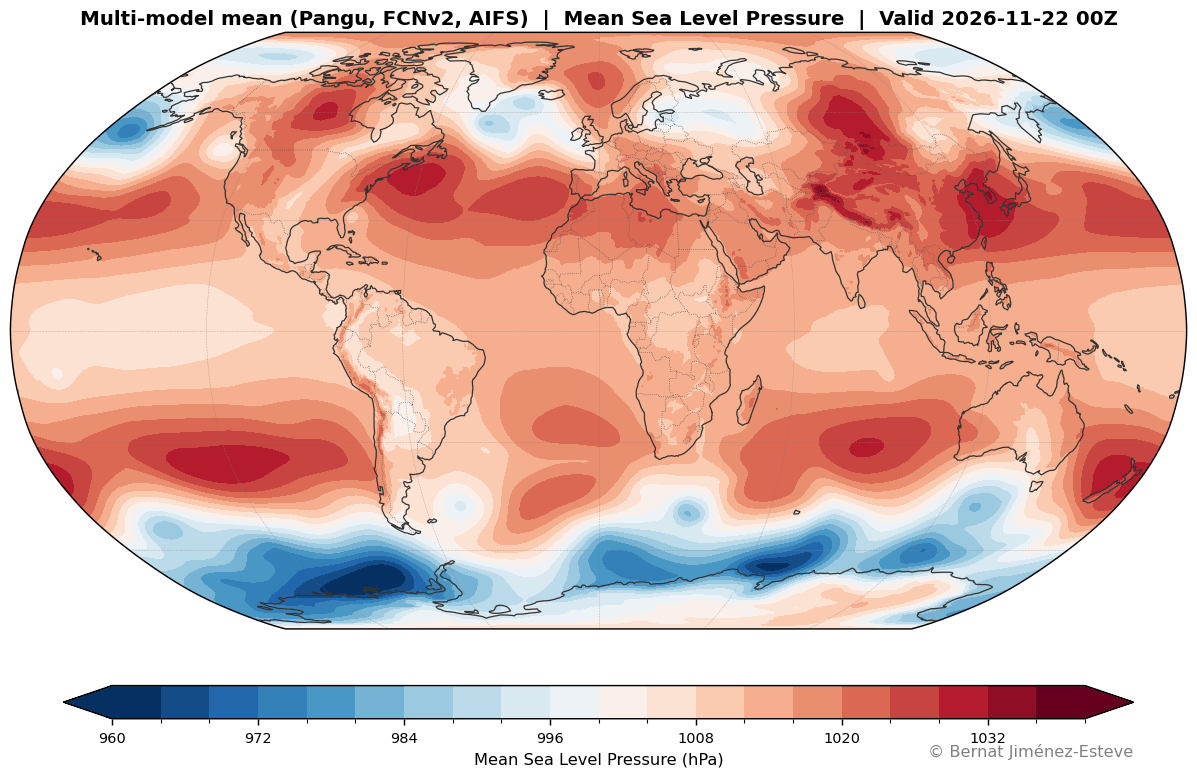 Multi-model mean (Pangu, FCNv2, AIFS)  |  Mean Sea Level Pressure  |  Valid 2026-11-22 00Z
960 972 984 996 1008 1020 1032
Mean Sea Level Pressure (hPa)
© Bernat Jiménez-Esteve